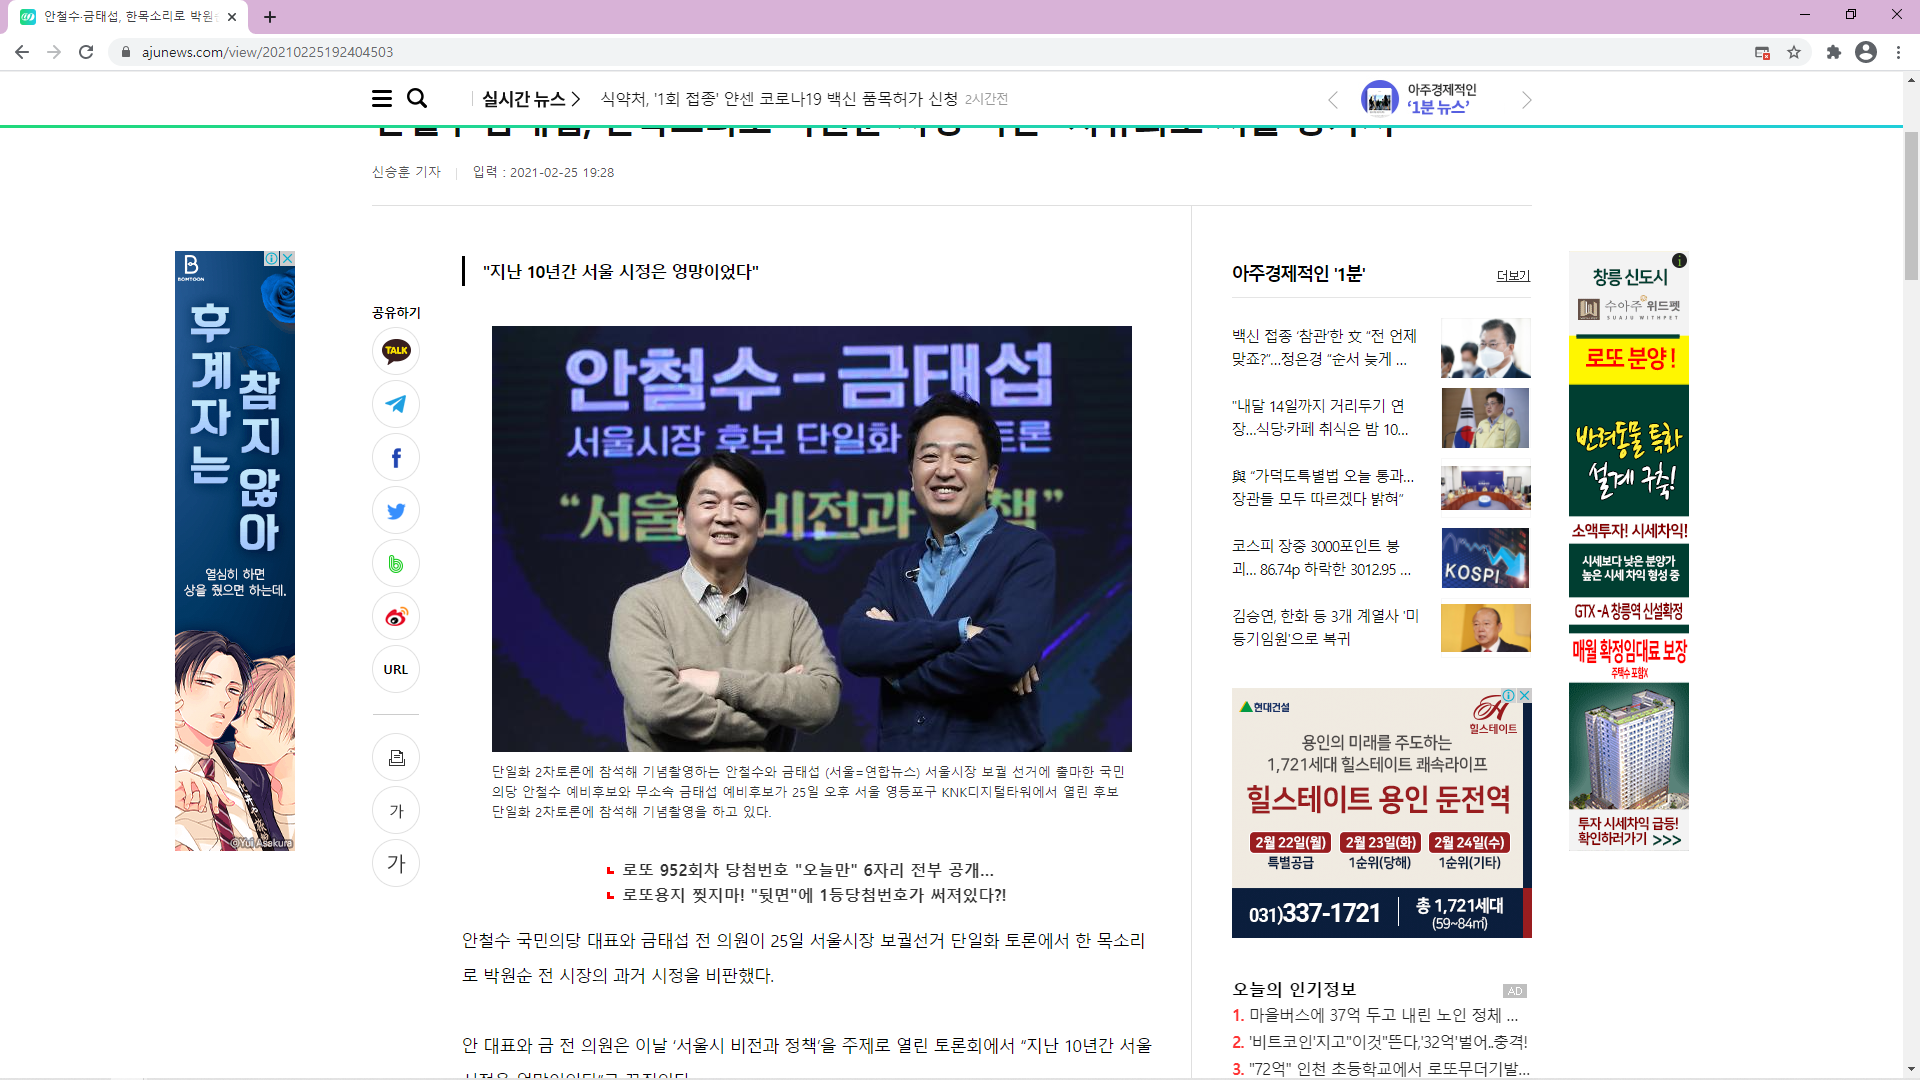 안철수·금태섭, 한목소리로 박원
ajunews.com/view/20210225192404503
실시간 뉴스
식약처, '1회 접종' 얀센 코로나19 백신 품목허가 신청 2시간전
아주경제적인
‘1분 뉴스’
신승훈 기자
입력 : 2021-02-25 19:28
"지난 10년간 서울 시정은 엉망이었다"
공유하기
TALK
URL
가
가
B
BOMTOON
후계자는
참지 않아
열심히 하면
상을 줬으면 하는데.
©Yui Asakura
안철수 - 금태섭
서울시장 후보 단일화
토론
“서울
비전과
책”
단일화 2차토론에 참석해 기념촬영하는 안철수와 금태섭 (서울=연합뉴스) 서울시장 보궐 선거에 출마한 국민
의당 안철수 예비후보와 무소속 금태섭 예비후보가 25일 오후 서울 영등포구 KNK디지털타워에서 열린 후보
단일화 2차토론에 참석해 기념촬영을 하고 있다.
로또 952회차 당첨번호 "오늘만" 6자리 전부 공개...
로또용지 찢지마! "뒷면"에 1등당첨번호가 써져있다?!
안철수 국민의당 대표와 금태섭 전 의원이 25일 서울시장 보궐선거 단일화 토론에서 한 목소리
로 박원순 전 시장의 과거 시정을 비판했다.
안 대표와 금 전 의원은 이날 ‘서울시 비전과 정책’을 주제로 열린 토론회에서 “지난 10년간 서울
아주경제적인 '1분'
더보기
백신 접종 ‘참관’한 文 “전 언제
맞죠?”…정은경 “순서 늦게 ...
"내달 14일까지 거리두기 연
장…식당·카페 취식은 밤 10...
與 “가덕도특별법 오늘 통과…
장관들 모두 따르겠다 밝혀”
코스피 장중 3000포인트 붕
괴… 86.74p 하락한 3012.95 ...
KOSPI
김승연, 한화 등 3개 계열사 '미
등기임원'으로 복귀
현대건설
힐스테이트
용인의 미래를 주도하는
1,721세대 힐스테이트 쾌속라이프
힐스테이트 용인 둔전역
2월 22일(월) 2월 23일(화) 2월 24일(수)
특별공급 1순위(당해) 1순위(기타)
031)337-1721
총 1,721세대
(59~84㎡)
오늘의 인기정보
AD
1. 마을버스에 37억 두고 내린 노인 정체 ...
2. '비트코인'지고"이것"뜬다,'32억'벌어..충격!
3. "72억" 인천 초등학교에서 로또무더기발...
창릉 신도시
수아주 위드펫
SUAJU WITHPET
로또 분양 !
반려동물 특화
설계 구축!
소액투자! 시세차익!
시세보다 낮은 분양가
높은 시세 차익 형성 중
GTX -A 창릉역 신설확정
매월 확정임대료 보장
주택수 포함X
투자 시세차익 급등!
확인하러가기 >>>